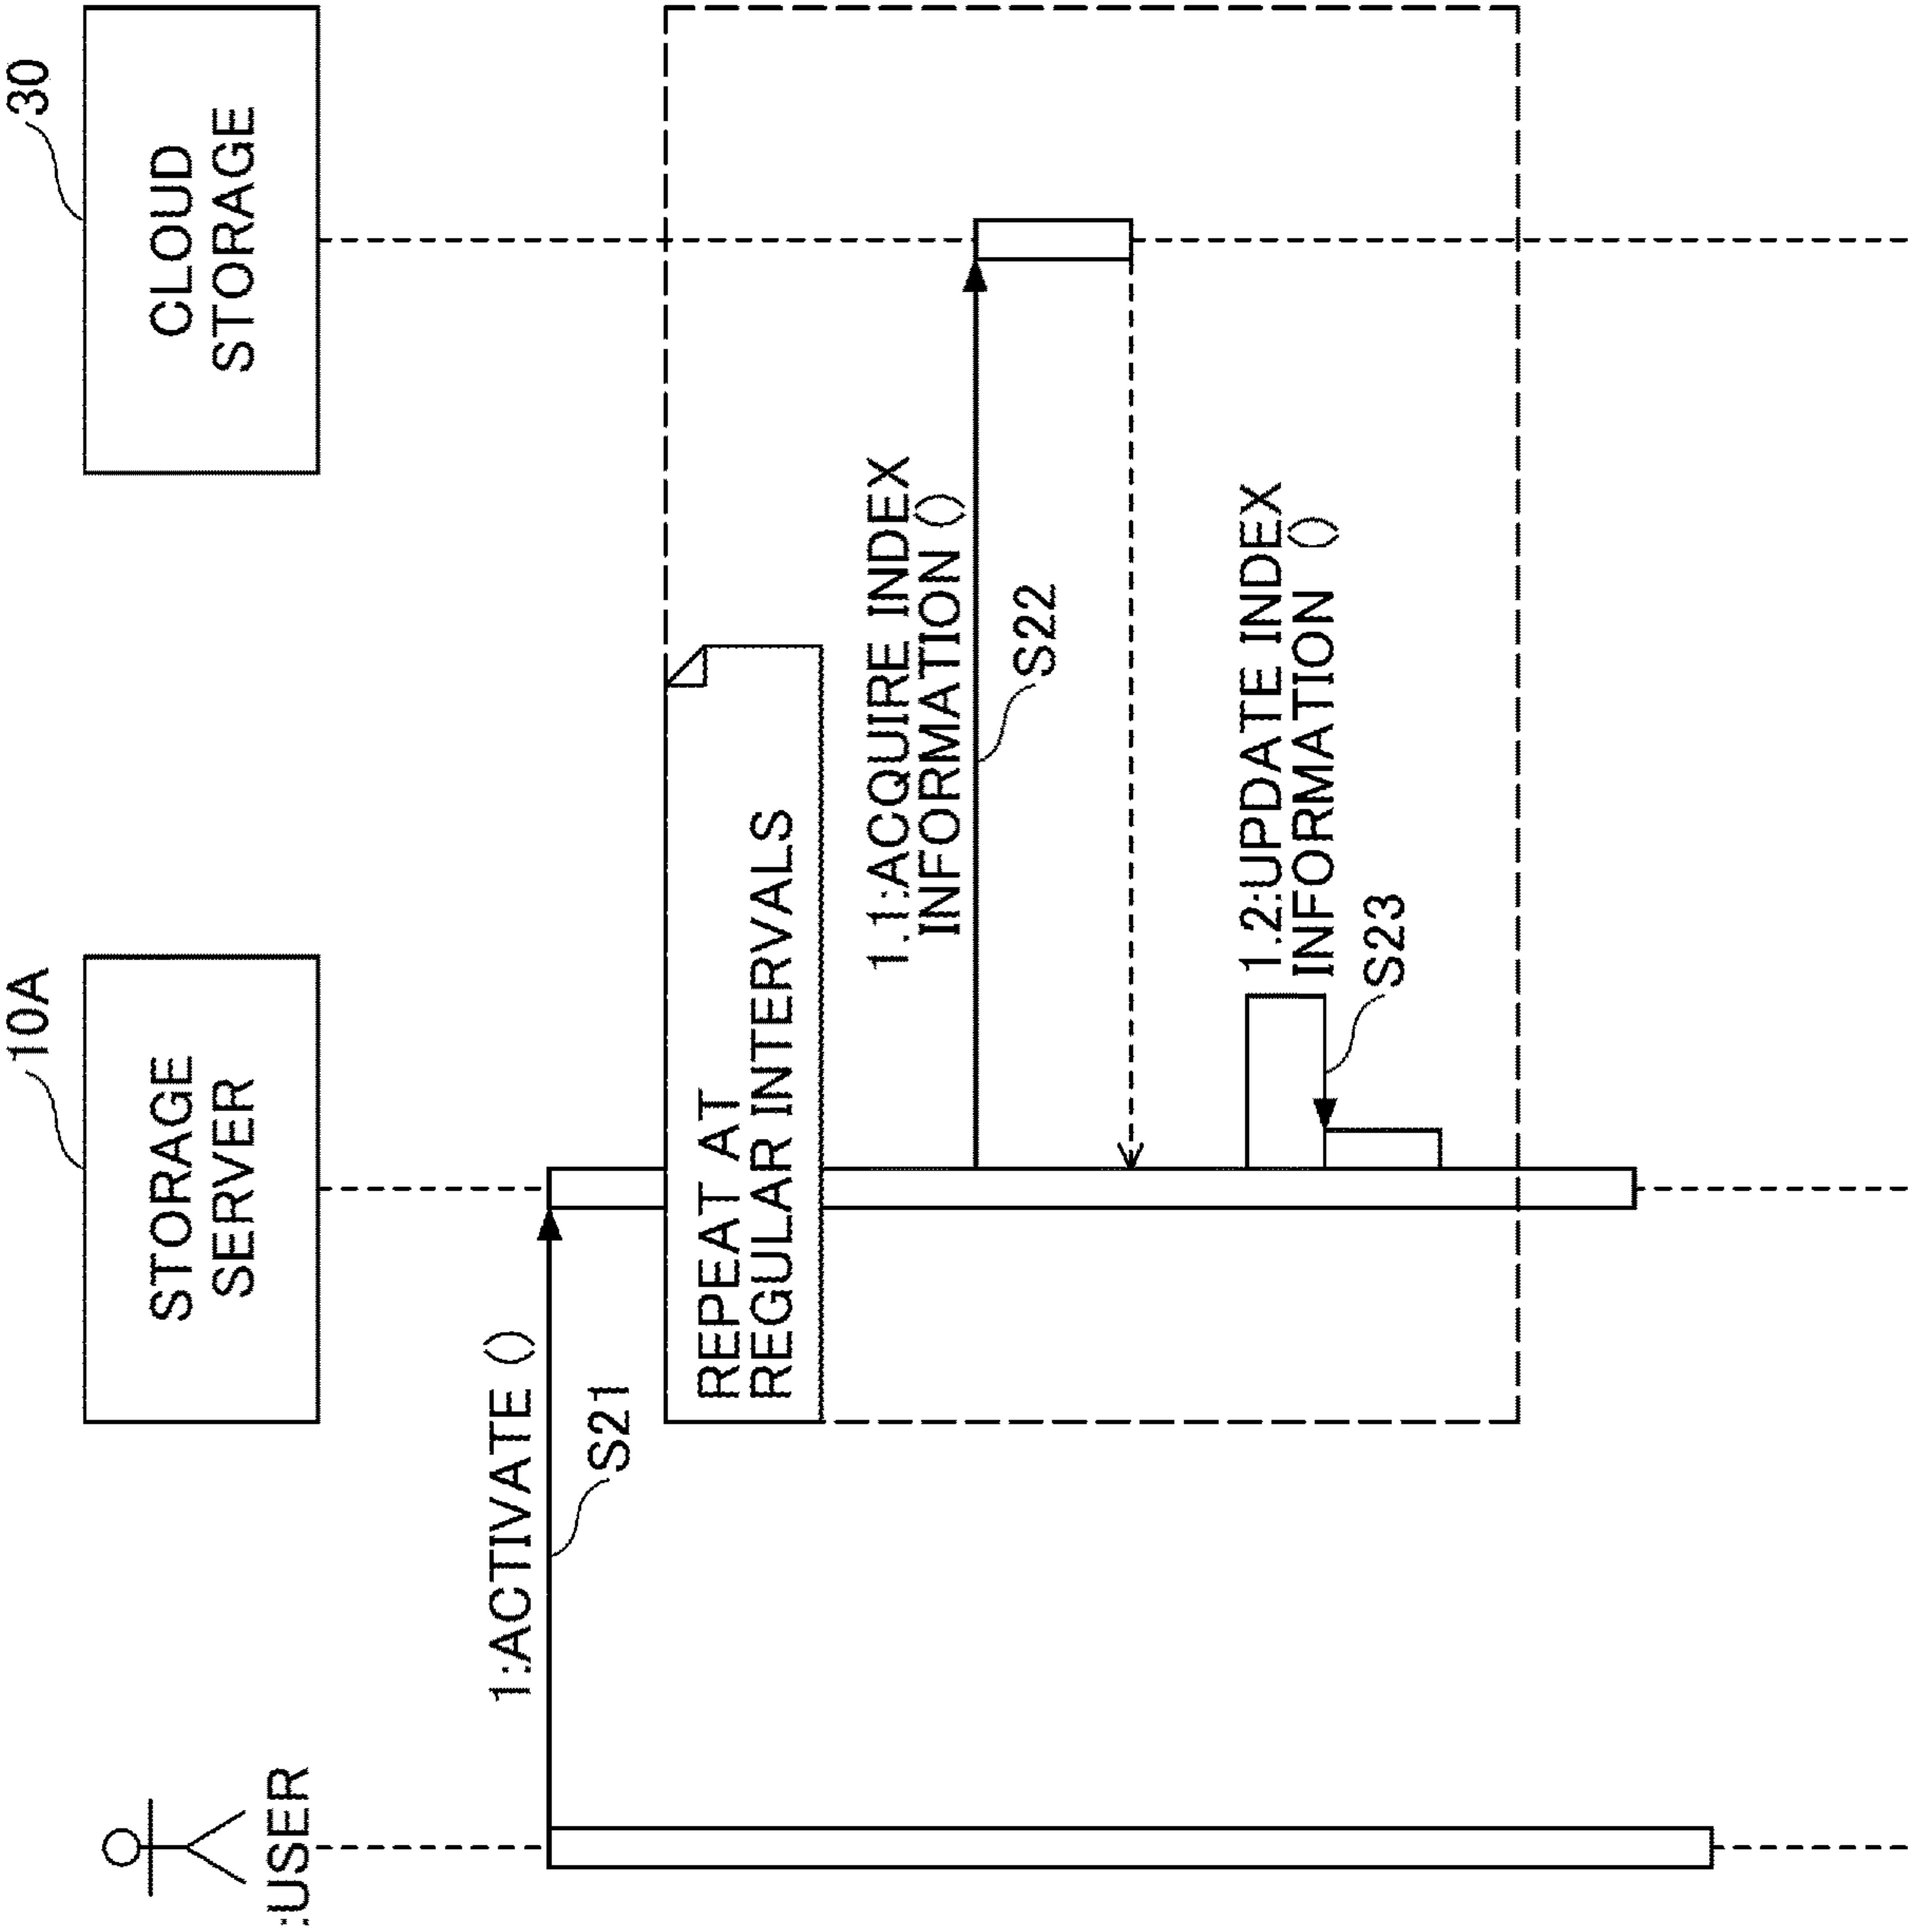 :USER
STORAGE
SERVER
10A
CLOUD
STORAGE
30
1:ACTIVATE ()
S21
REPEAT AT
REGULAR INTERVALS
1.1:ACQUIRE INDEX
INFORMATION ()
S22
1.2:UPDATE INDEX
INFORMATION ()
S23